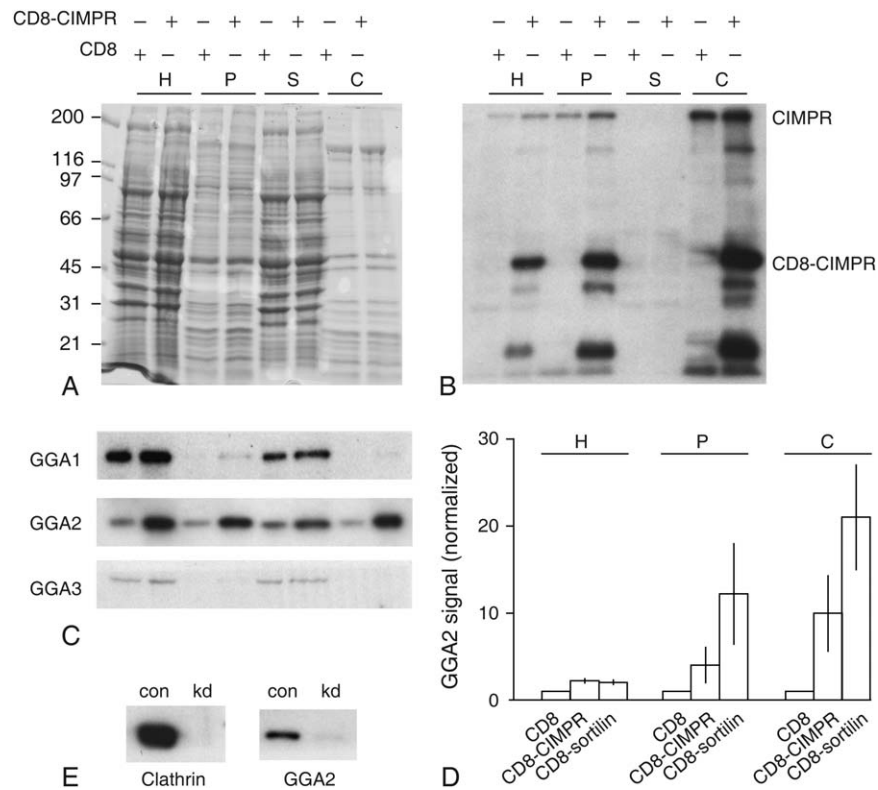 CD8-CIMPR − + − + − + − +
CD8 + − + − + − + −
H P S C
200
116
97
66
45
31
21
A
− + − + − + − +
+ − + − + − + −
H P S C
CIMPR
CD8-CIMPR
B
GGA1
GGA2
GGA3
C
con kd
Clathrin
con kd
GGA2
E
GGA2 signal (normalized)
30
20
10
0
H P C
CD8
CD8-CIMPR
CD8-sortilin
CD8
CD8-CIMPR
CD8-sortilin
CD8
CD8-CIMPR
CD8-sortilin
D